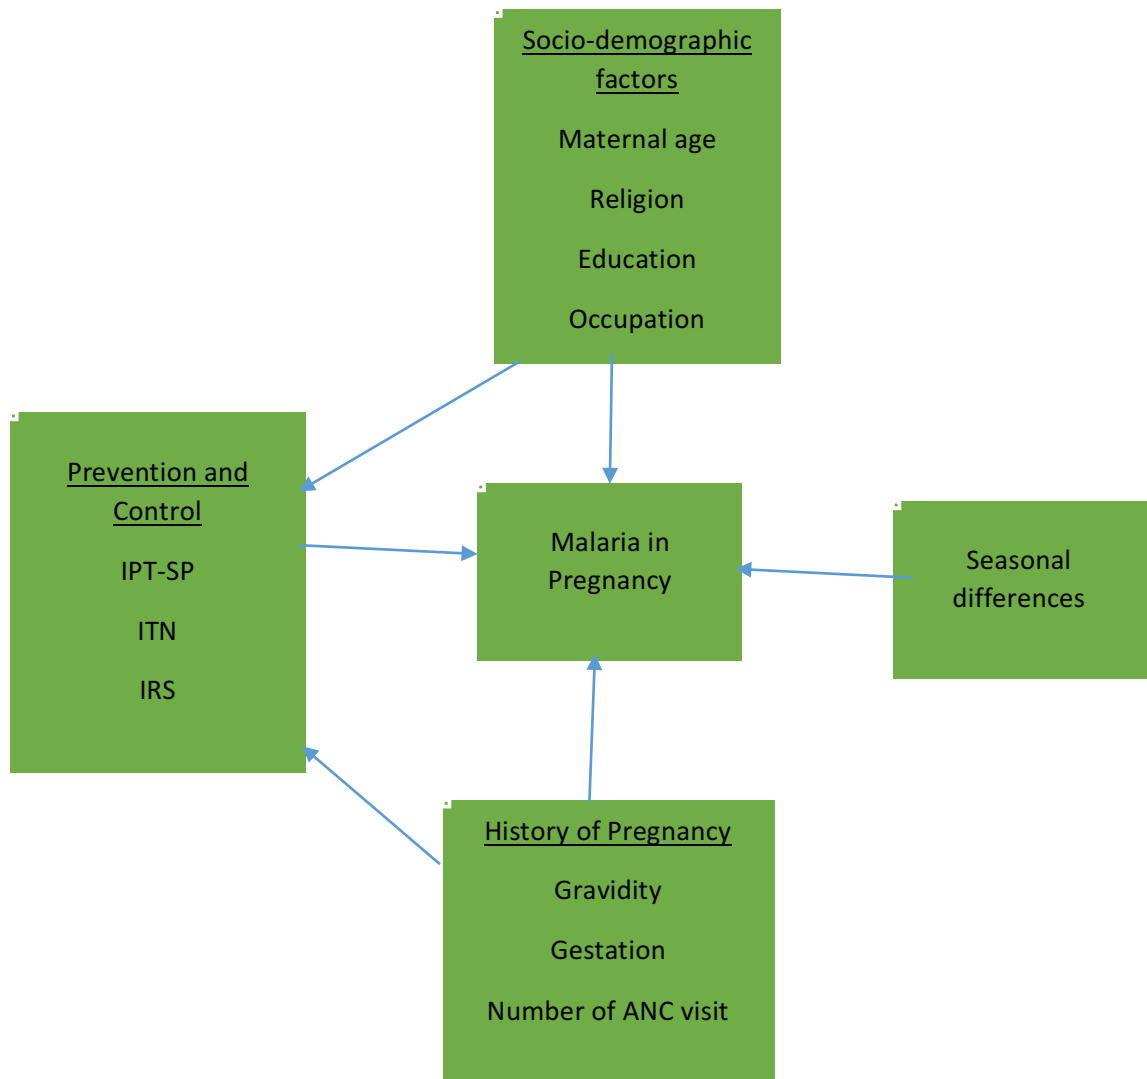 Socio-demographic
factors
Maternal age
Religion
Education
Occupation
Prevention and
Control
IPT-SP
ITN
IRS
Malaria in
Pregnancy
Seasonal
differences
History of Pregnancy
Gravidity
Gestation
Number of ANC visit